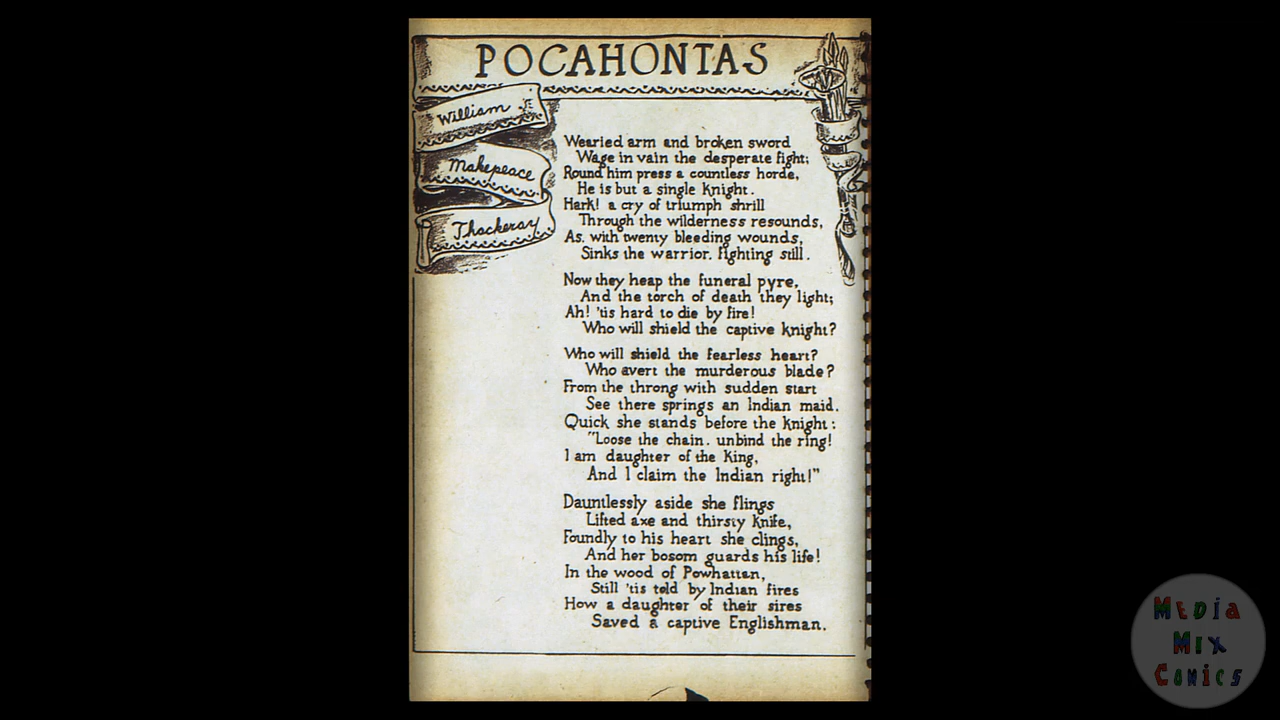 POCAHONTAS
William
Makepeace
Thackeray
Wearied arm and broken sword
Wage in vain the desperate fight;
Round him press a countless horde,
He is but a single knight.
Hark! a cry of triumph shrill
Through the wilderness resounds,
As, with twenty bleeding wounds,
Sinks the warrior, fighting still.
Now they heap the funeral pyre,
And the torch of death they light;
Ah! 'tis hard to die by fire!
Who will shield the captive knight?
Who will shield the fearless heart?
Who avert the murderous blade?
From the throng with sudden start
See there springs an Indian maid.
Quick she stands before the knight:
"Loose the chain, unbind the ring!
I am daughter of the King,
And I claim the Indian right!"
Dauntlessly aside she flings
Lifted axe and thirsty knife,
Foundly to his heart she clings,
And her bosom guards his life!
In the wood of Powhattan,
Still 'tis told by Indian fires
How a daughter of their sires
Saved a captive Englishman.
MEDIA
MIX
COMICS